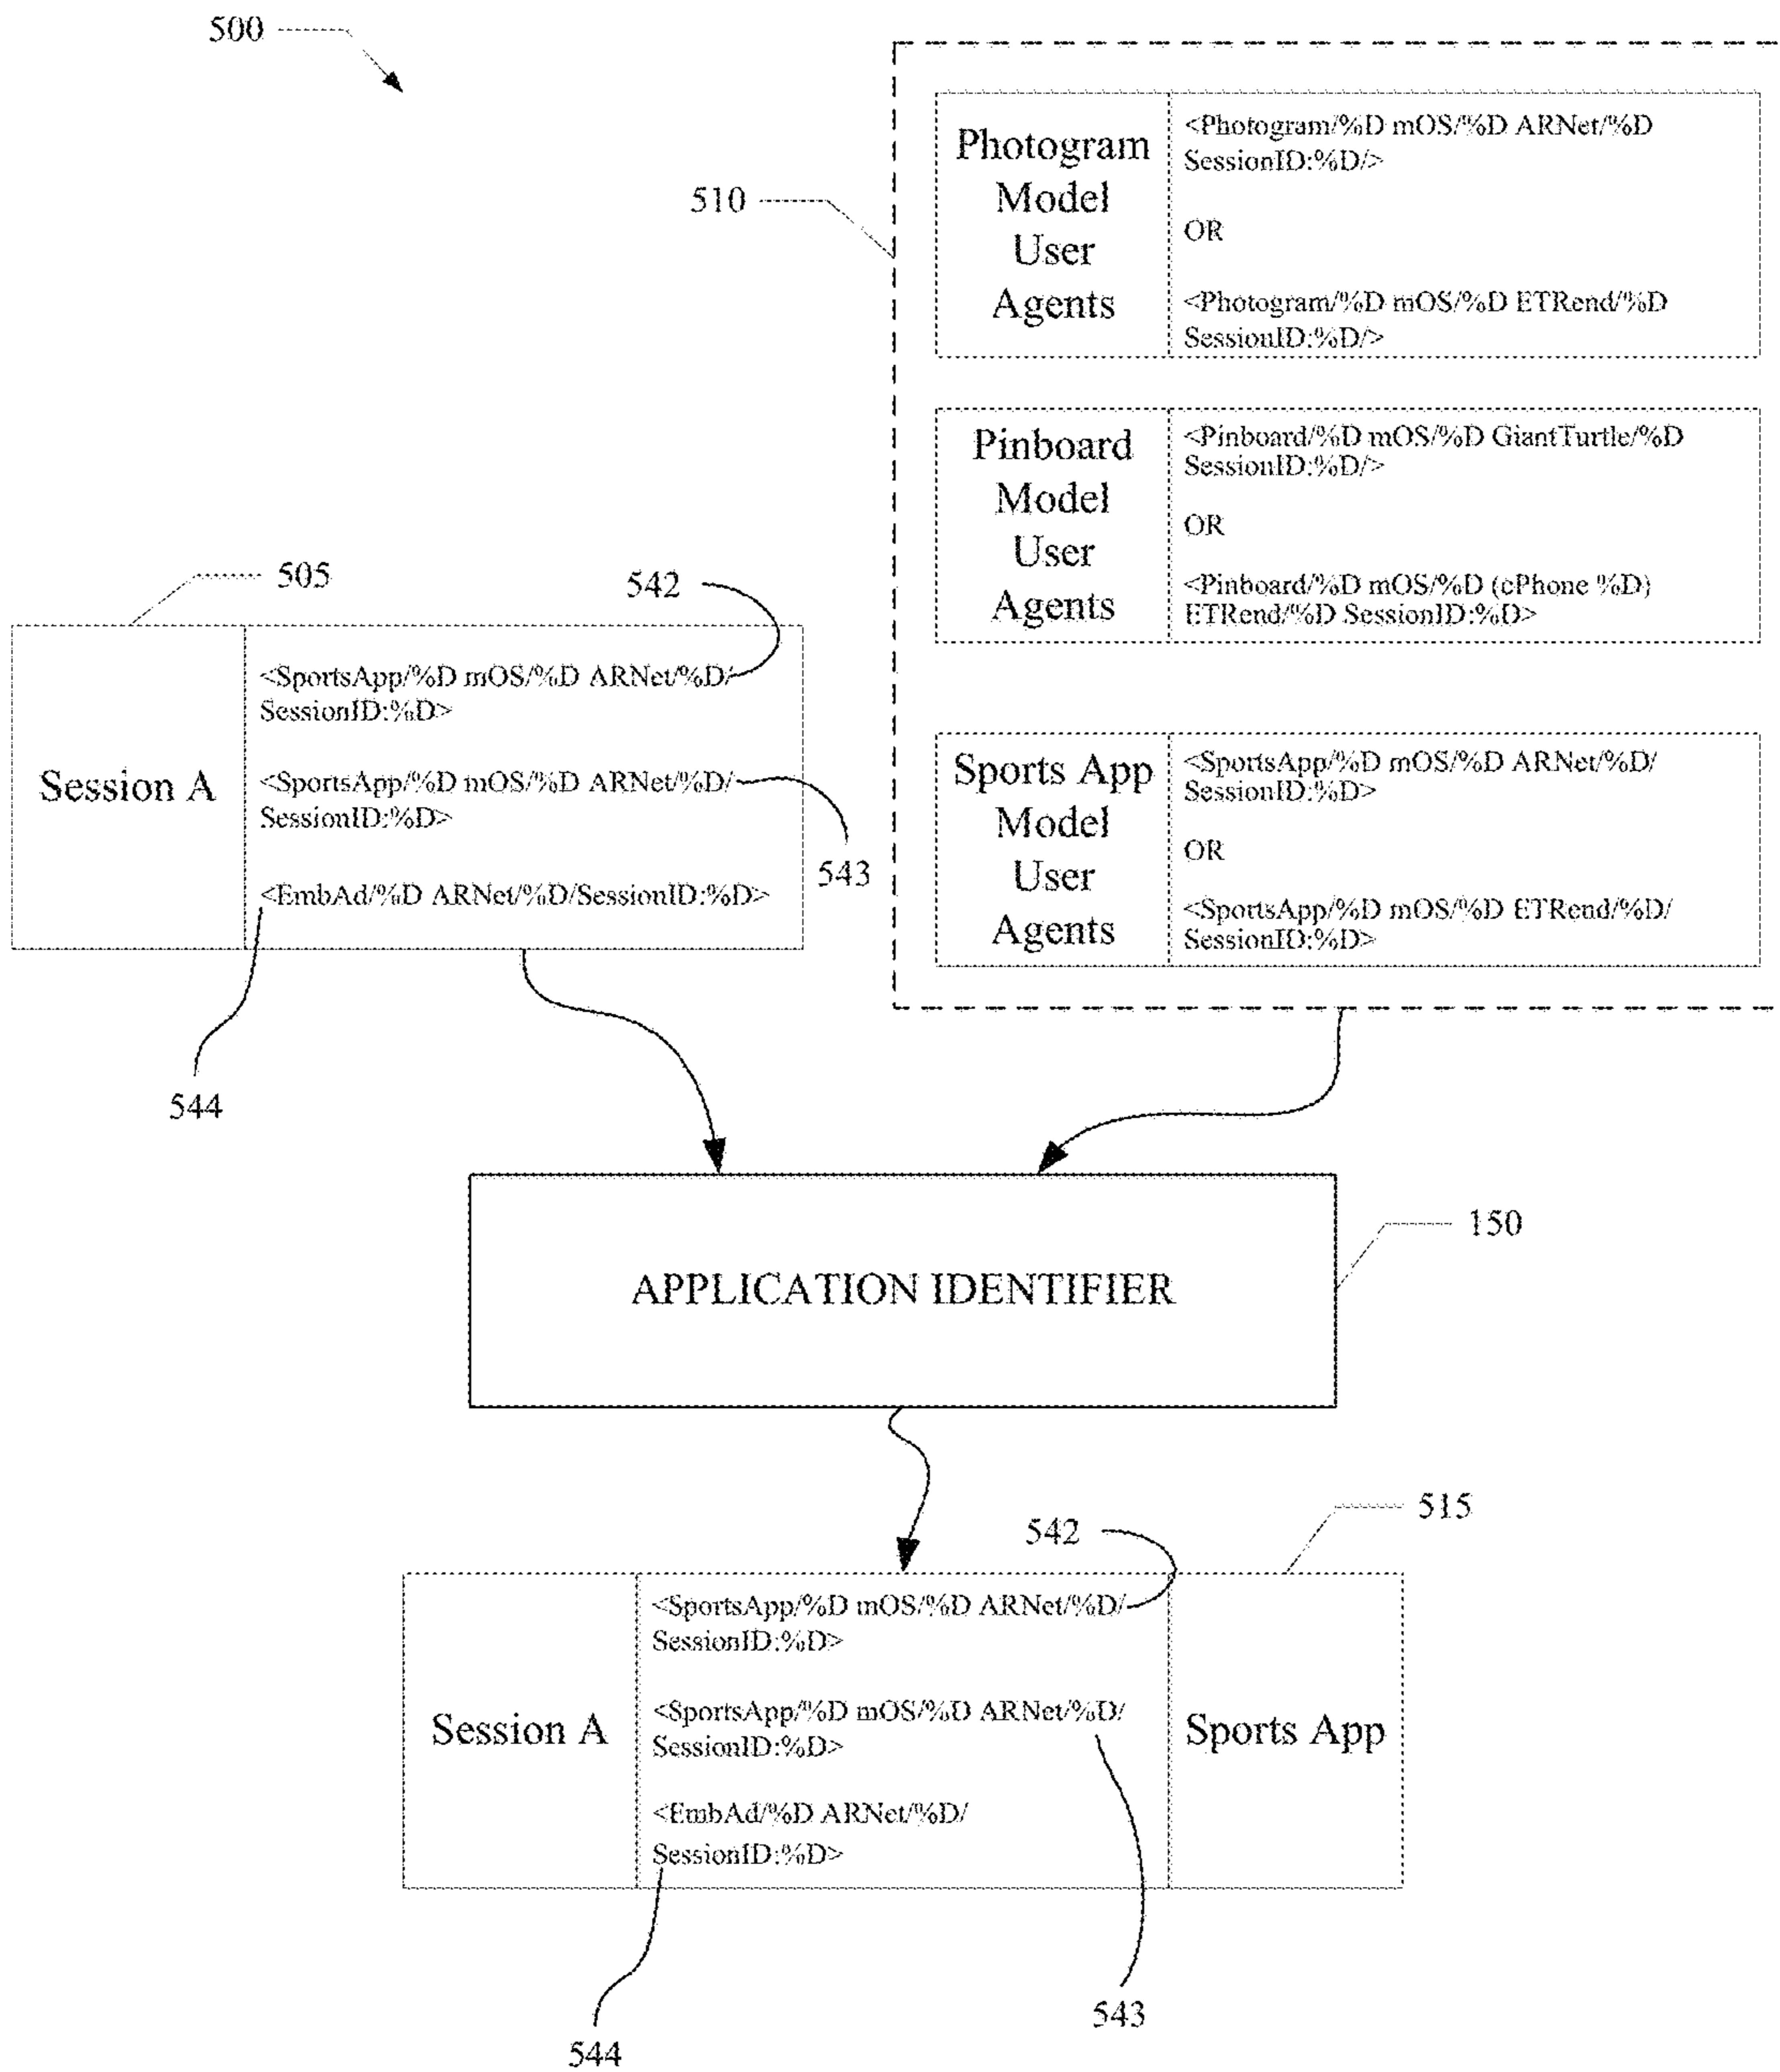 500
510
Photogram
Model
User
Agents
<Photogram/%D mOS/%D ARNet/%D
SessionID:%D/>
OR
<Photogram/%D mOS/%D ETRend/%D
SessionID:%D/>
Pinboard
Model
User
Agents
<Pinboard/%D mOS/%D GiantTurtle/%D
SessionID:%D/>
OR
<Pinboard/%D mOS/%D (cPhone %D)
ETRend/%D SessionID:%D>
Sports App
Model
User
Agents
<SportsApp/%D mOS/%D ARNet/%D/
SessionID:%D>
OR
<SportsApp/%D mOS/%D ETRend/%D/
SessionID:%D>
505
542
Session A
<SportsApp/%D mOS/%D ARNet/%D/
SessionID:%D>
<SportsApp/%D mOS/%D ARNet/%D/
SessionID:%D>
<EmbAd/%D ARNet/%D/SessionID:%D>
543
544
APPLICATION IDENTIFIER
150
515
542
Session A
<SportsApp/%D mOS/%D ARNet/%D/
SessionID:%D>
<SportsApp/%D mOS/%D ARNet/%D/
SessionID:%D>
<EmbAd/%D ARNet/%D/
SessionID:%D>
Sports App
543
544